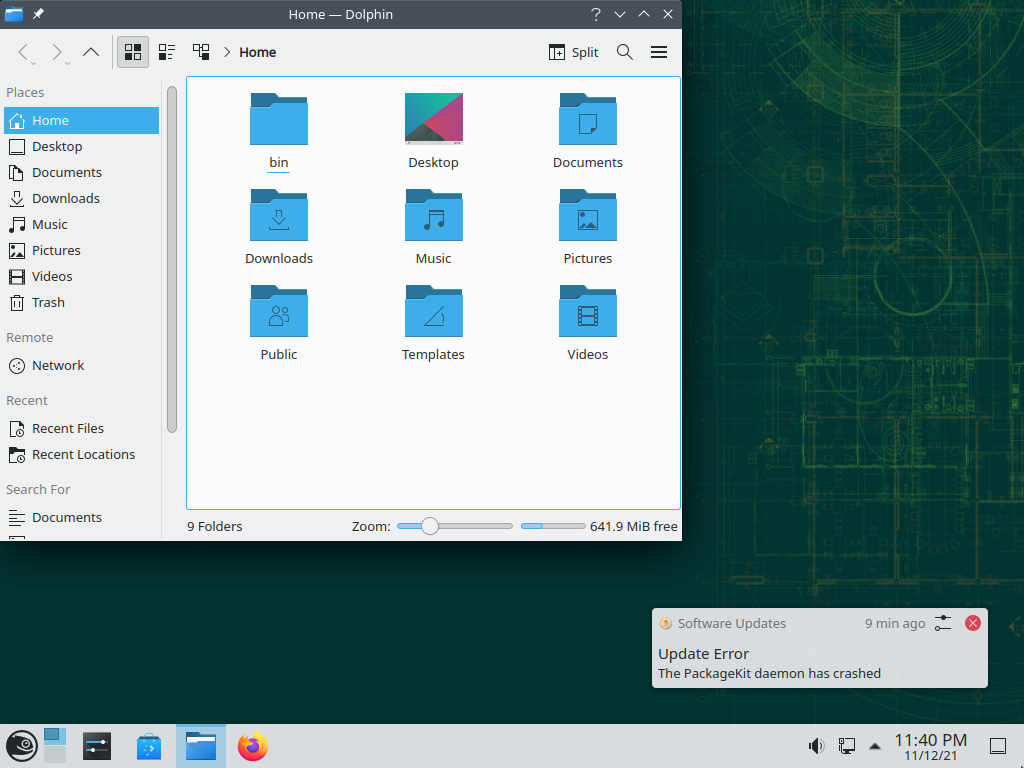 Home — Dolphin
Home
Split
Places
Home
Desktop
Documents
Downloads
Music
Pictures
Videos
Trash
Remote
Network
Recent
Recent Files
Recent Locations
Search For
Documents
bin
Desktop
Documents
Downloads
Music
Pictures
Public
Templates
Videos
9 Folders
Zoom:
641.9 MiB free
Software Updates
9 min ago
Update Error
The PackageKit daemon has crashed
11:40 PM
11/12/21